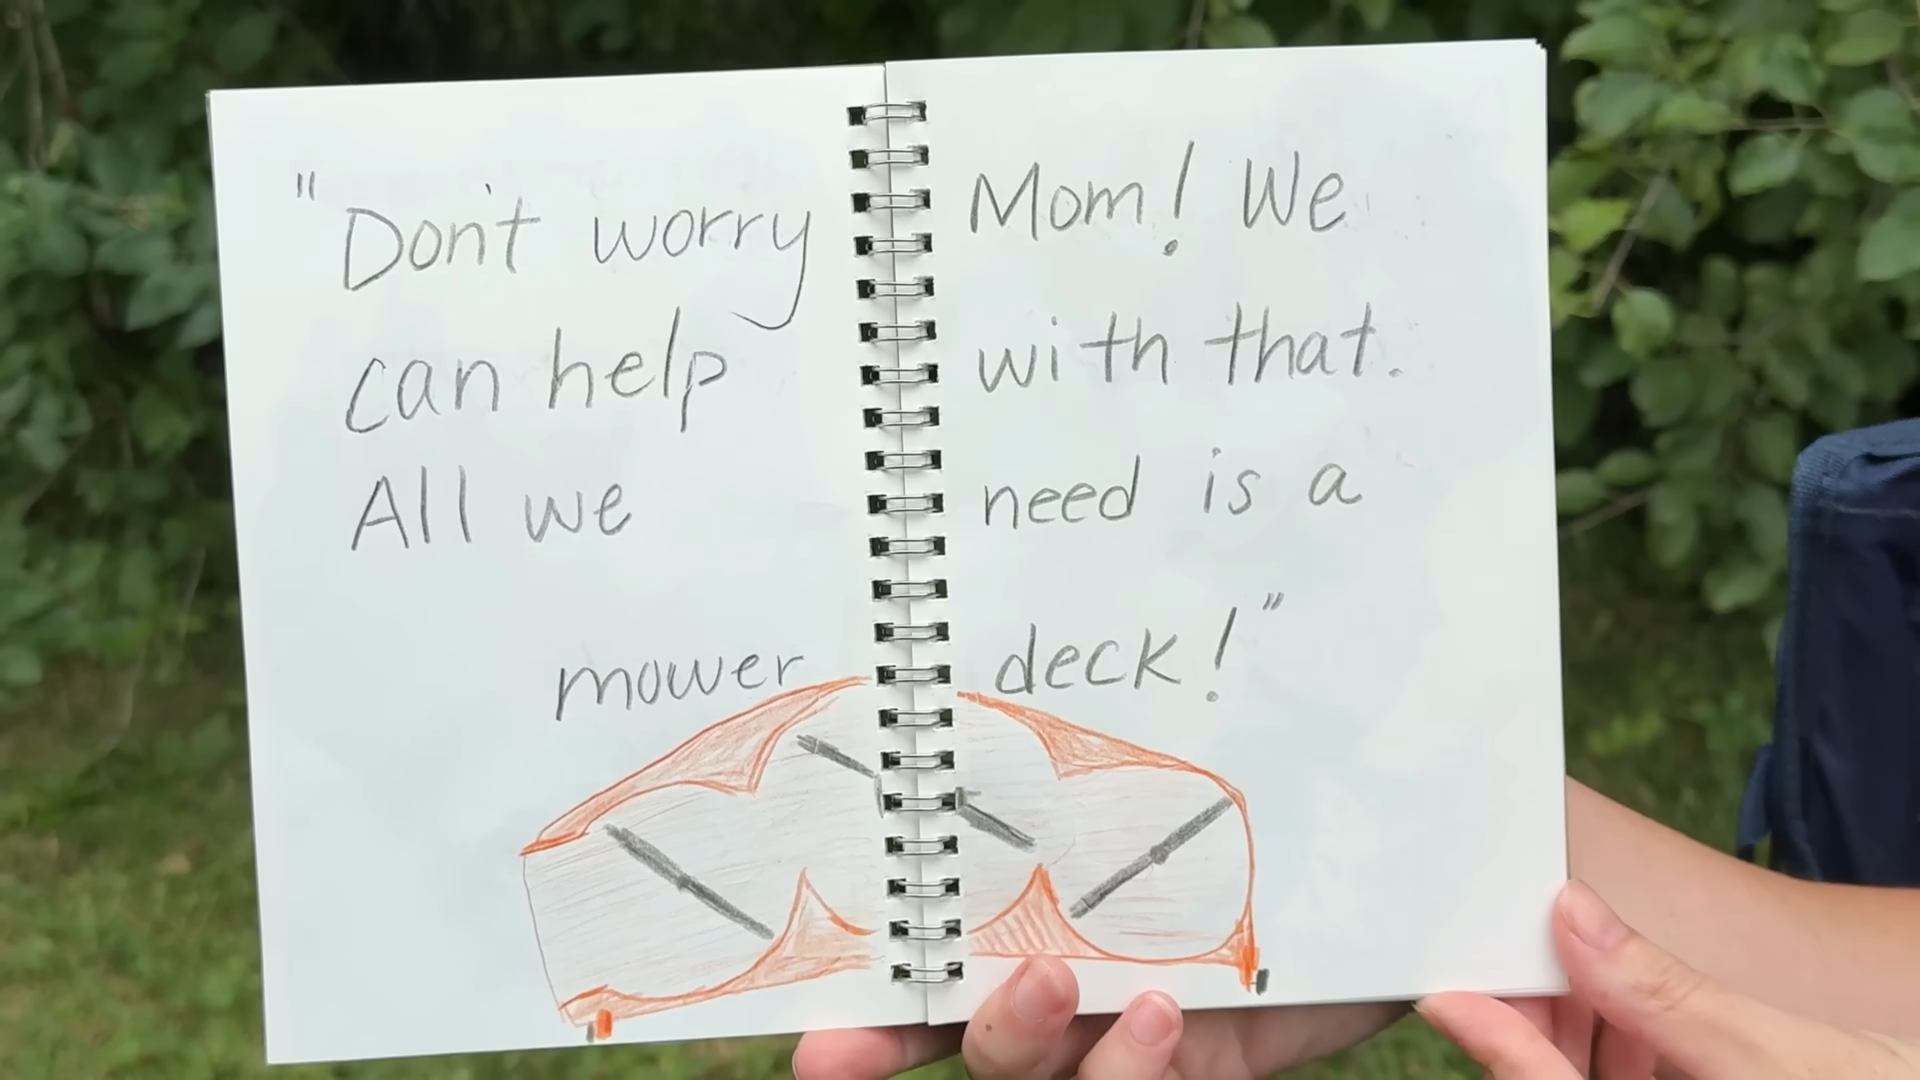 "Don't worry Mom! We
can help with that.
All we need is a
mower deck!"